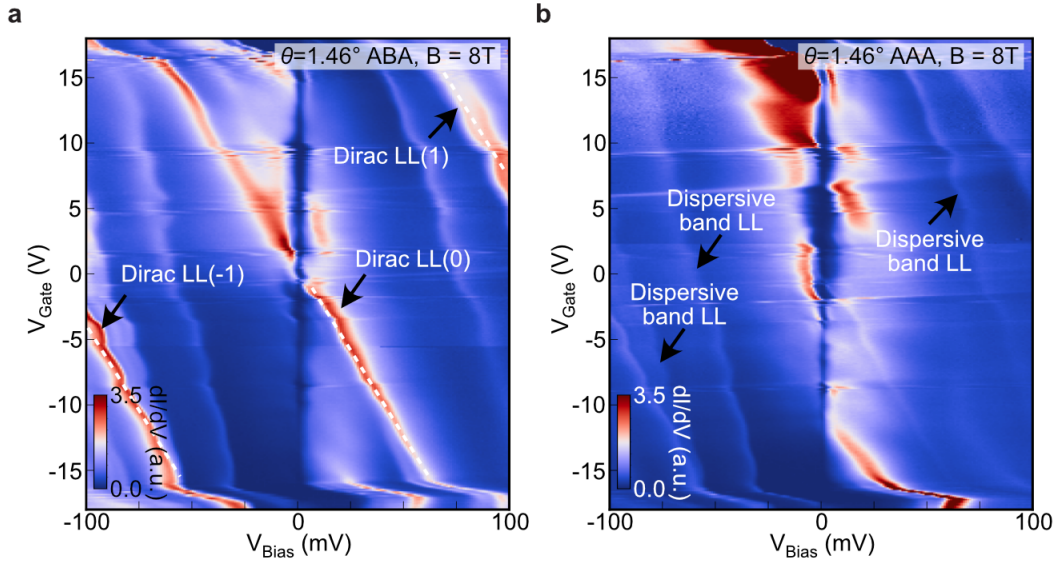 a
θ=1.46° ABA, B = 8T
Dirac LL(1)
Dirac LL(0)
Dirac LL(-1)
3.5
0.0
dI/dV (a.u.)
15
10
5
0
-5
-10
-15
V_Gate (V)
-100
0
100
V_Bias (mV)
b
θ=1.46° AAA, B = 8T
Dispersive
band LL
Dispersive
band LL
Dispersive
band LL
3.5
0.0
dI/dV (a.u.)
15
10
5
0
-5
-10
-15
V_Gate (V)
-100
0
100
V_Bias (mV)